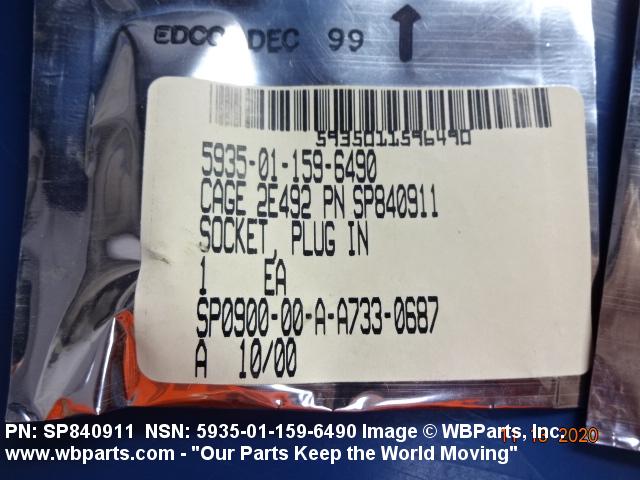 EDCO DEC 99
5935011596490
5935-01-159-6490
CAGE 2E492 PN SP840911
SOCKET, PLUG IN
1 EA
SP0900-00-A-A733-0687
A 10/00
PN: SP840911 NSN: 5935-01-159-6490 Image © WBParts, Inc.
www.wbparts.com - "Our Parts Keep the World Moving"
2020